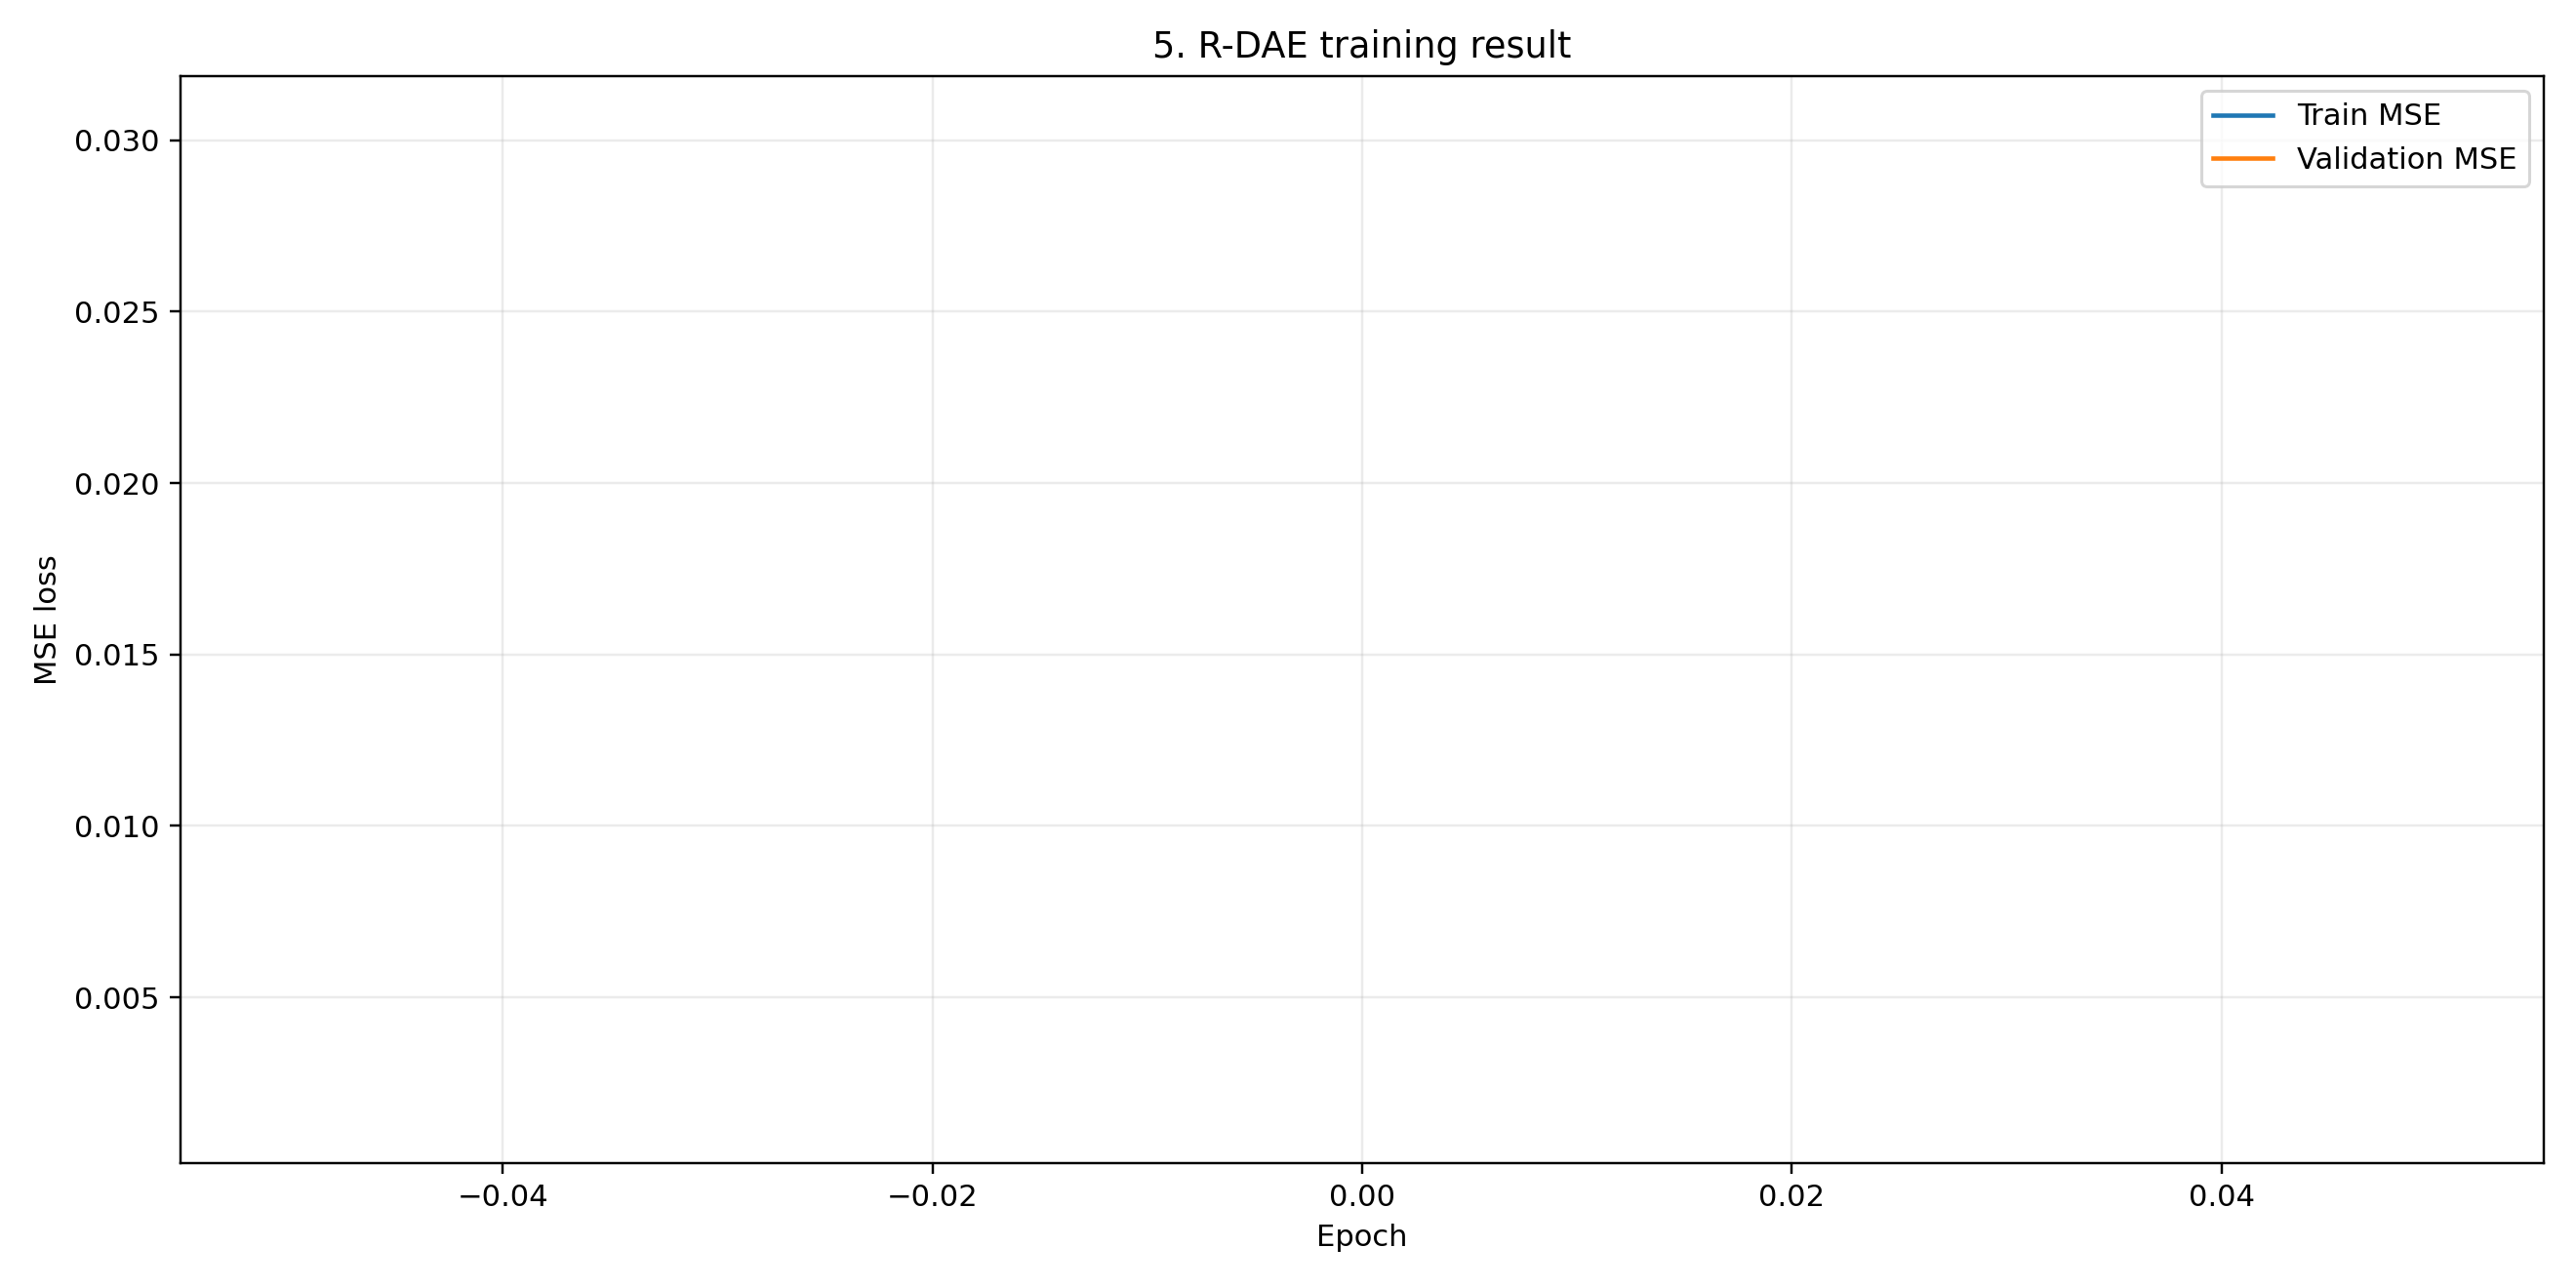 5. R-DAE training result
Train MSE
Validation MSE
0.030
0.025
0.020
0.015
0.010
0.005
MSE loss
−0.04
−0.02
0.00
0.02
0.04
Epoch